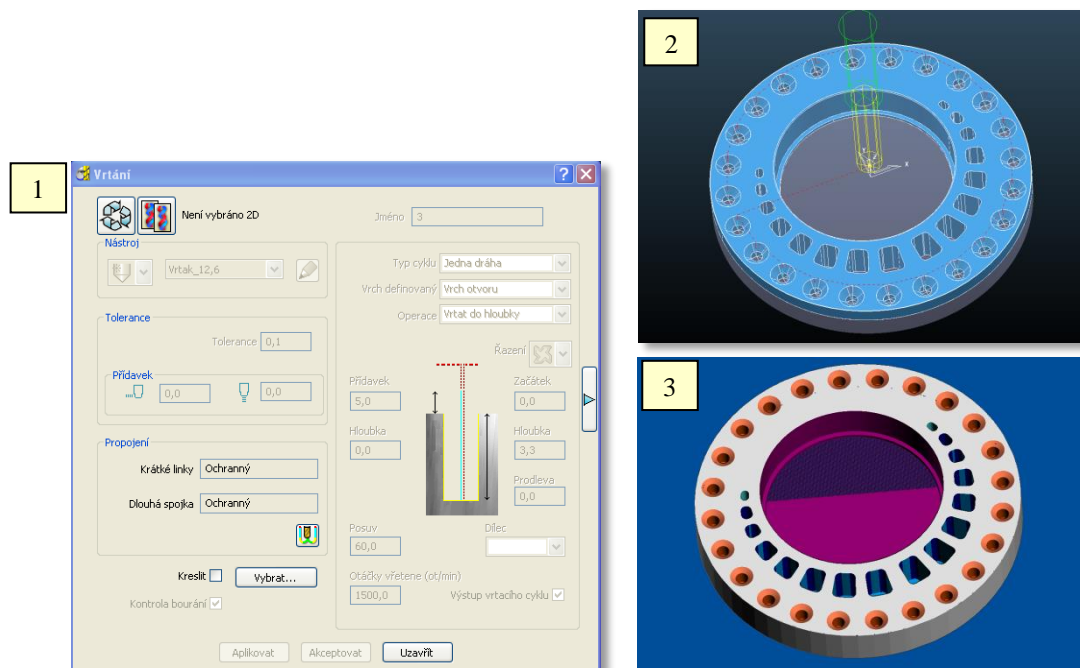 1
Vrtání
Není vybráno 2D
Jméno 3
Nástroj
Vrtak_12,6
Tolerance
Tolerance 0,1
Přídavek
0,0 0,0
Propojení
Krátké linky Ochranný
Dlouhá spojka Ochranný
Kreslit Vybrat...
Kontrola bourání
Typ cyklu Jedna dráha
Vrch definovaný Vrch otvoru
Operace Vrtat do hloubky
Řazení
Přídavek Začátek
5,0 0,0
Hloubka Hloubka
0,0 3,3
Prodleva
0,0
Posuv Dílec
60,0
Otáčky vřetene (ot/min)
1500,0 Výstup vrtacího cyklu
Aplikovat Akceptovat Uzavřít
2
X
3